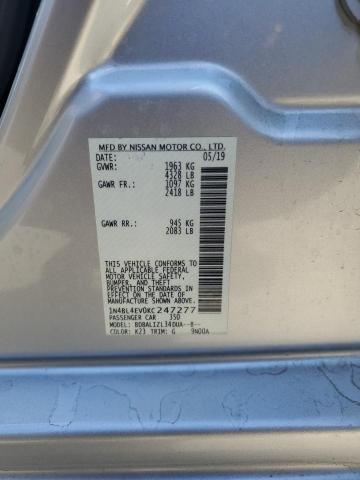 MFD BY NISSAN MOTOR CO., LTD.
DATE: 05/19
GVWR: 1963 KG
4328 LB
GAWR FR: 1097 KG
2418 LB
GAWR RR: 945 KG
2083 LB
THIS VEHICLE CONFORMS TO ALL
APPLICABLE FEDERAL MOTOR
VEHICLE SAFETY,
BUMPER, AND THEFT
PREVENTION STANDARDS
IN EFFECT ON THE DATE OF
MANUFACTURE SHOWN ABOVE.
1N4BL4EV0KC247277
PASSENGER CAR 350
MODEL:
COLOR: K23 TRIM: G 9N00A